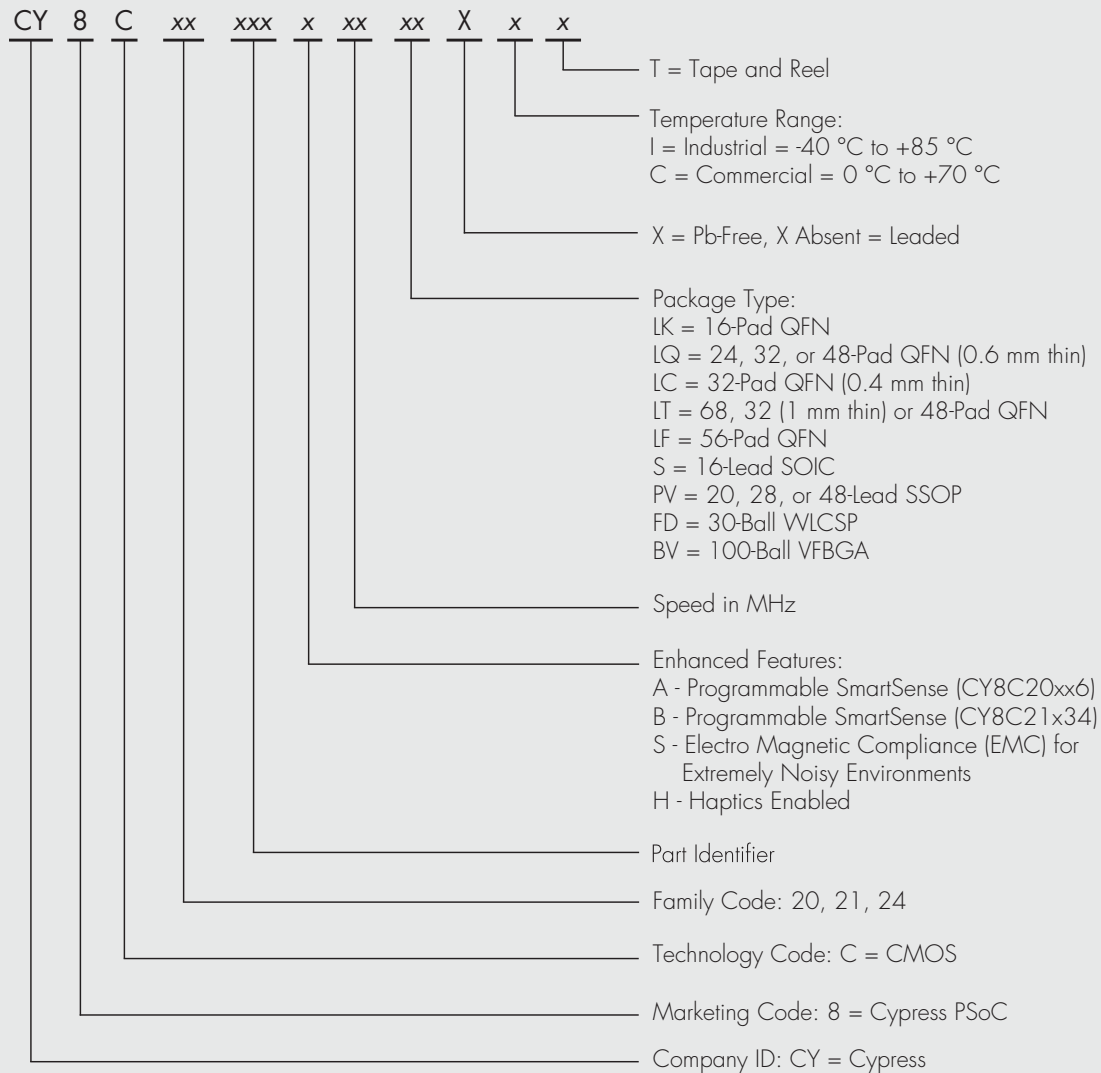 CY 8 C xx xxx x xx xx X x x
T = Tape and Reel
Temperature Range:
I = Industrial = -40 °C to +85 °C
C = Commercial = 0 °C to +70 °C
X = Pb-Free, X Absent = Leaded
Package Type:
LK = 16-Pad QFN
LQ = 24, 32, or 48-Pad QFN (0.6 mm thin)
LC = 32-Pad QFN (0.4 mm thin)
LT = 68, 32 (1 mm thin) or 48-Pad QFN
LF = 56-Pad QFN
S = 16-Lead SOIC
PV = 20, 28, or 48-Lead SSOP
FD = 30-Ball WLCSP
BV = 100-Ball VFBGA
Speed in MHz
Enhanced Features:
A - Programmable SmartSense (CY8C20xx6)
B - Programmable SmartSense (CY8C21x34)
S - Electro Magnetic Compliance (EMC) for
Extremely Noisy Environments
H - Haptics Enabled
Part Identifier
Family Code: 20, 21, 24
Technology Code: C = CMOS
Marketing Code: 8 = Cypress PSoC
Company ID: CY = Cypress